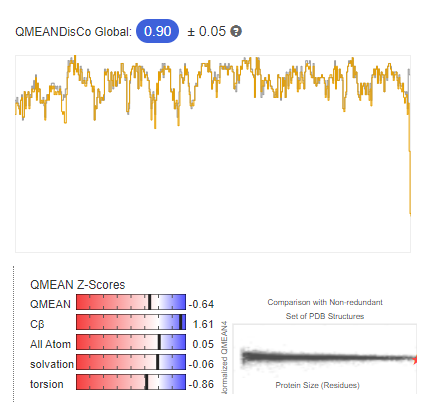 QMEANDisCo Global: 0.90 ± 0.05 ?
QMEAN Z-Scores
QMEAN -0.64
Cβ 1.61
All Atom 0.05
solvation -0.06
torsion -0.86
Comparison with Non-redundant
Set of PDB Structures
Normalized QMEAN4
Protein Size (Residues)